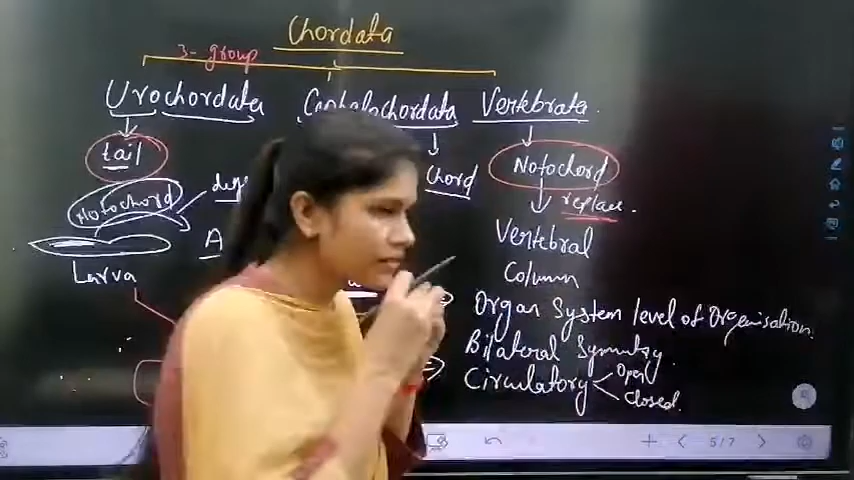 Chordata
3- group
Urochordata Cephalochordata Vertebrata
tail chord Notochord
Notochord replace.
A Vertebral
Larva Column
Organ System level of Organisation.
Bilateral Symmetry.
Circulatory Open
Closed.
5/7